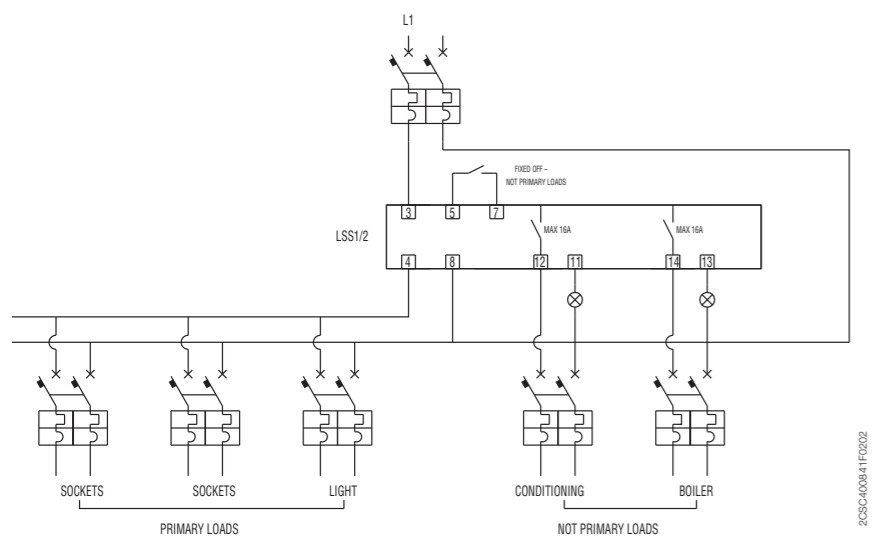 L1
FIXED OFF –
NOT PRIMARY LOADS
3 5 7
LSS1/2
MAX 16A MAX 16A
4 8 12 11 14 13
SOCKETS SOCKETS LIGHT CONDITIONING BOILER
PRIMARY LOADS NOT PRIMARY LOADS
2CSC400841F0202